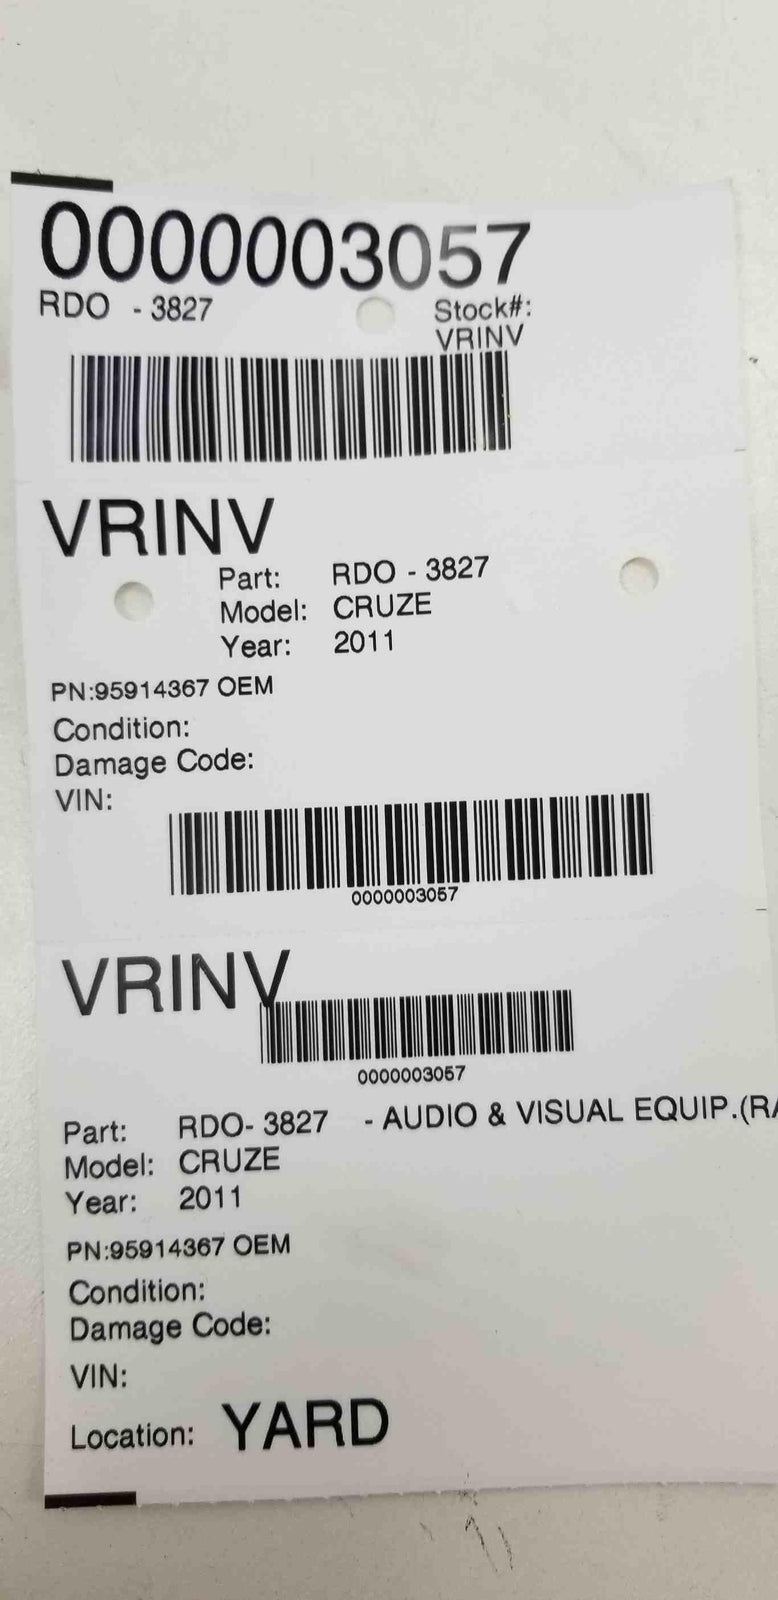 0000003057
RDO - 3827
Stock#:
VRINV
VRINV
Part: RDO - 3827
Model: CRUZE
Year: 2011
PN:95914367 OEM
Condition:
Damage Code:
VIN:
0000003057
VRINV
0000003057
Part: RDO- 3827 - AUDIO & VISUAL EQUIP.(RA
Model: CRUZE
Year: 2011
PN:95914367 OEM
Condition:
Damage Code:
VIN:
Location: YARD